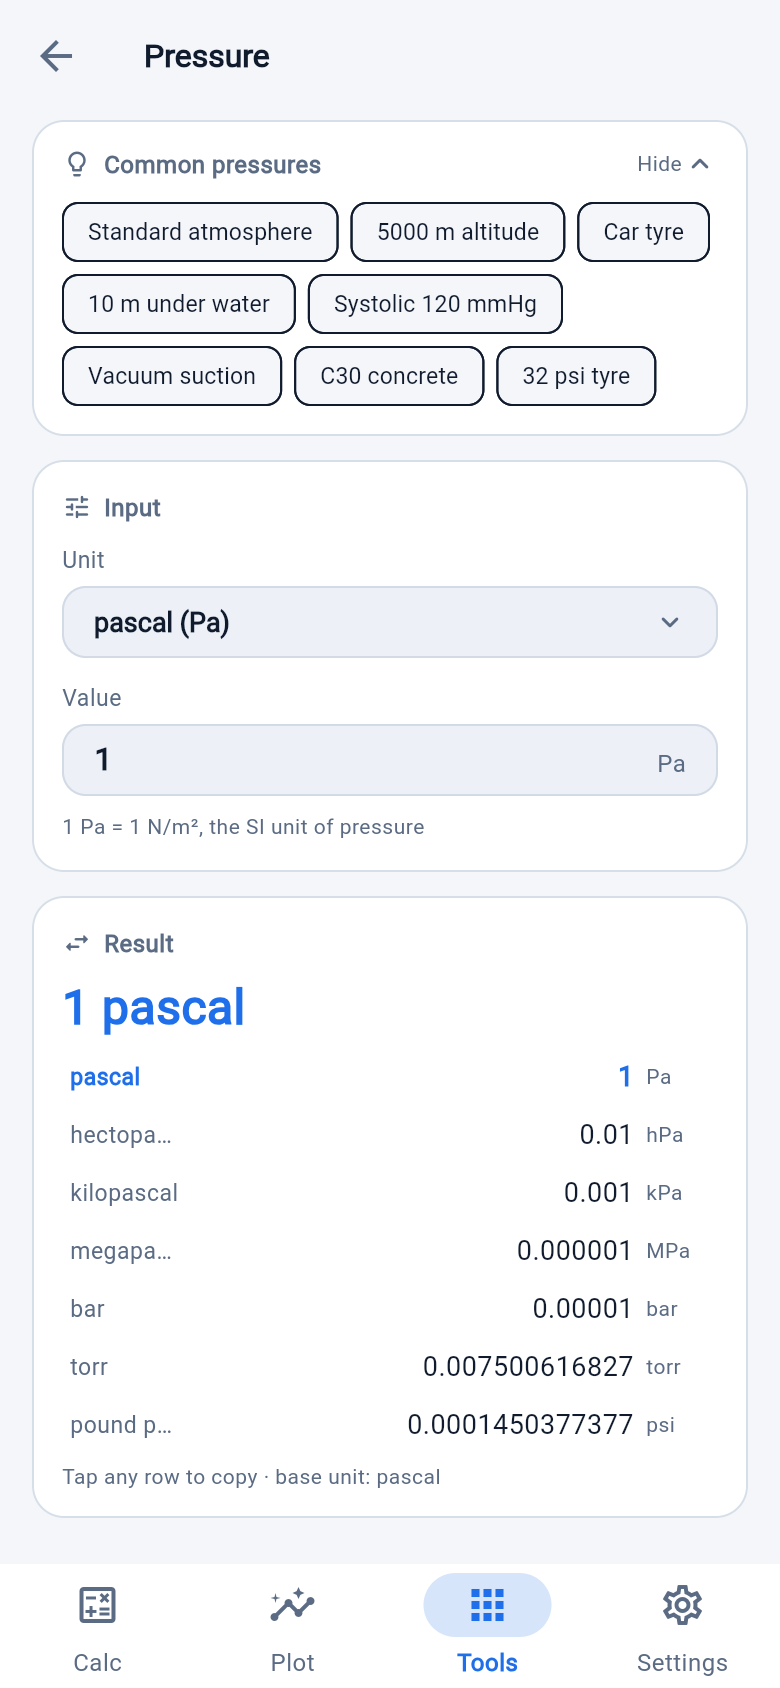 Pressure
Common pressures
Hide
Standard atmosphere
5000 m altitude
Car tyre
10 m under water
Systolic 120 mmHg
Vacuum suction
C30 concrete
32 psi tyre
Input
Unit
pascal (Pa)
Value
1 Pa
1 Pa = 1 N/m², the SI unit of pressure
Result
1 pascal
pascal 1 Pa
hectopa… 0.01 hPa
kilopascal 0.001 kPa
megapa… 0.000001 MPa
bar 0.00001 bar
torr 0.007500616827 torr
pound p… 0.0001450377377 psi
Tap any row to copy · base unit: pascal
Calc
Plot
Tools
Settings